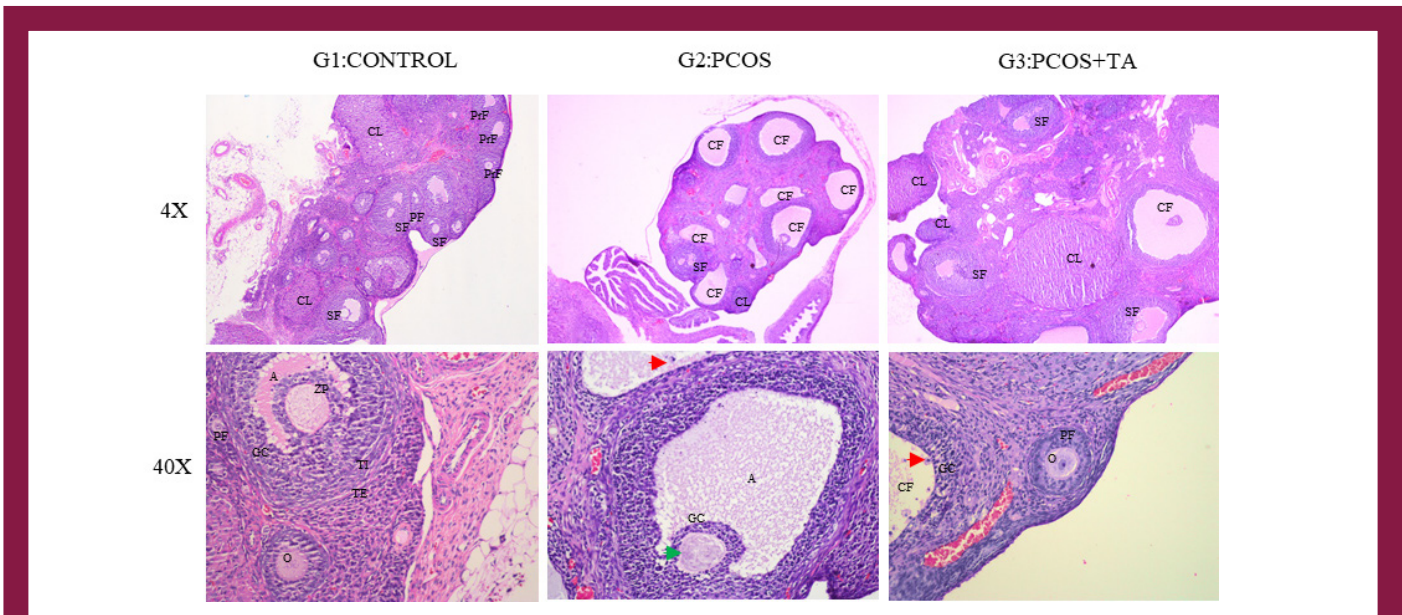 G1:CONTROL G2:PCOS G3:PCOS+TA
4X
CL PrF PrF PrF PF SF SF CL SF
CF CF CF CF CF CF SF CF CL
SF CL CL CF CL SF SF
40X
A ZP PF GC TI TE O
A GC
PF O GC CF